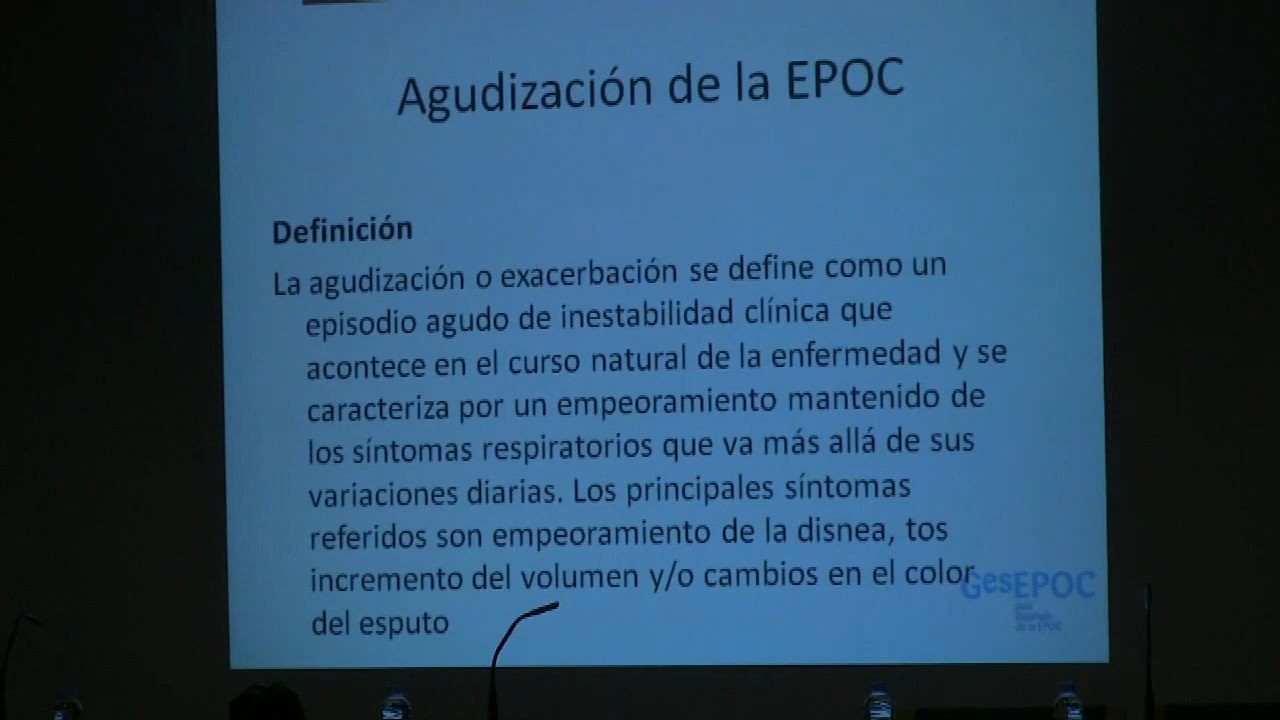 Agudización de la EPOC
Definición
La agudización o exacerbación se define como un
episodio agudo de inestabilidad clínica que
acontece en el curso natural de la enfermedad y se
caracteriza por un empeoramiento mantenido de
los síntomas respiratorios que va más allá de sus
variaciones diarias. Los principales síntomas
referidos son empeoramiento de la disnea, tos
incremento del volumen y/o cambios en el color
del esputo
GesEPOC
de la EPOC